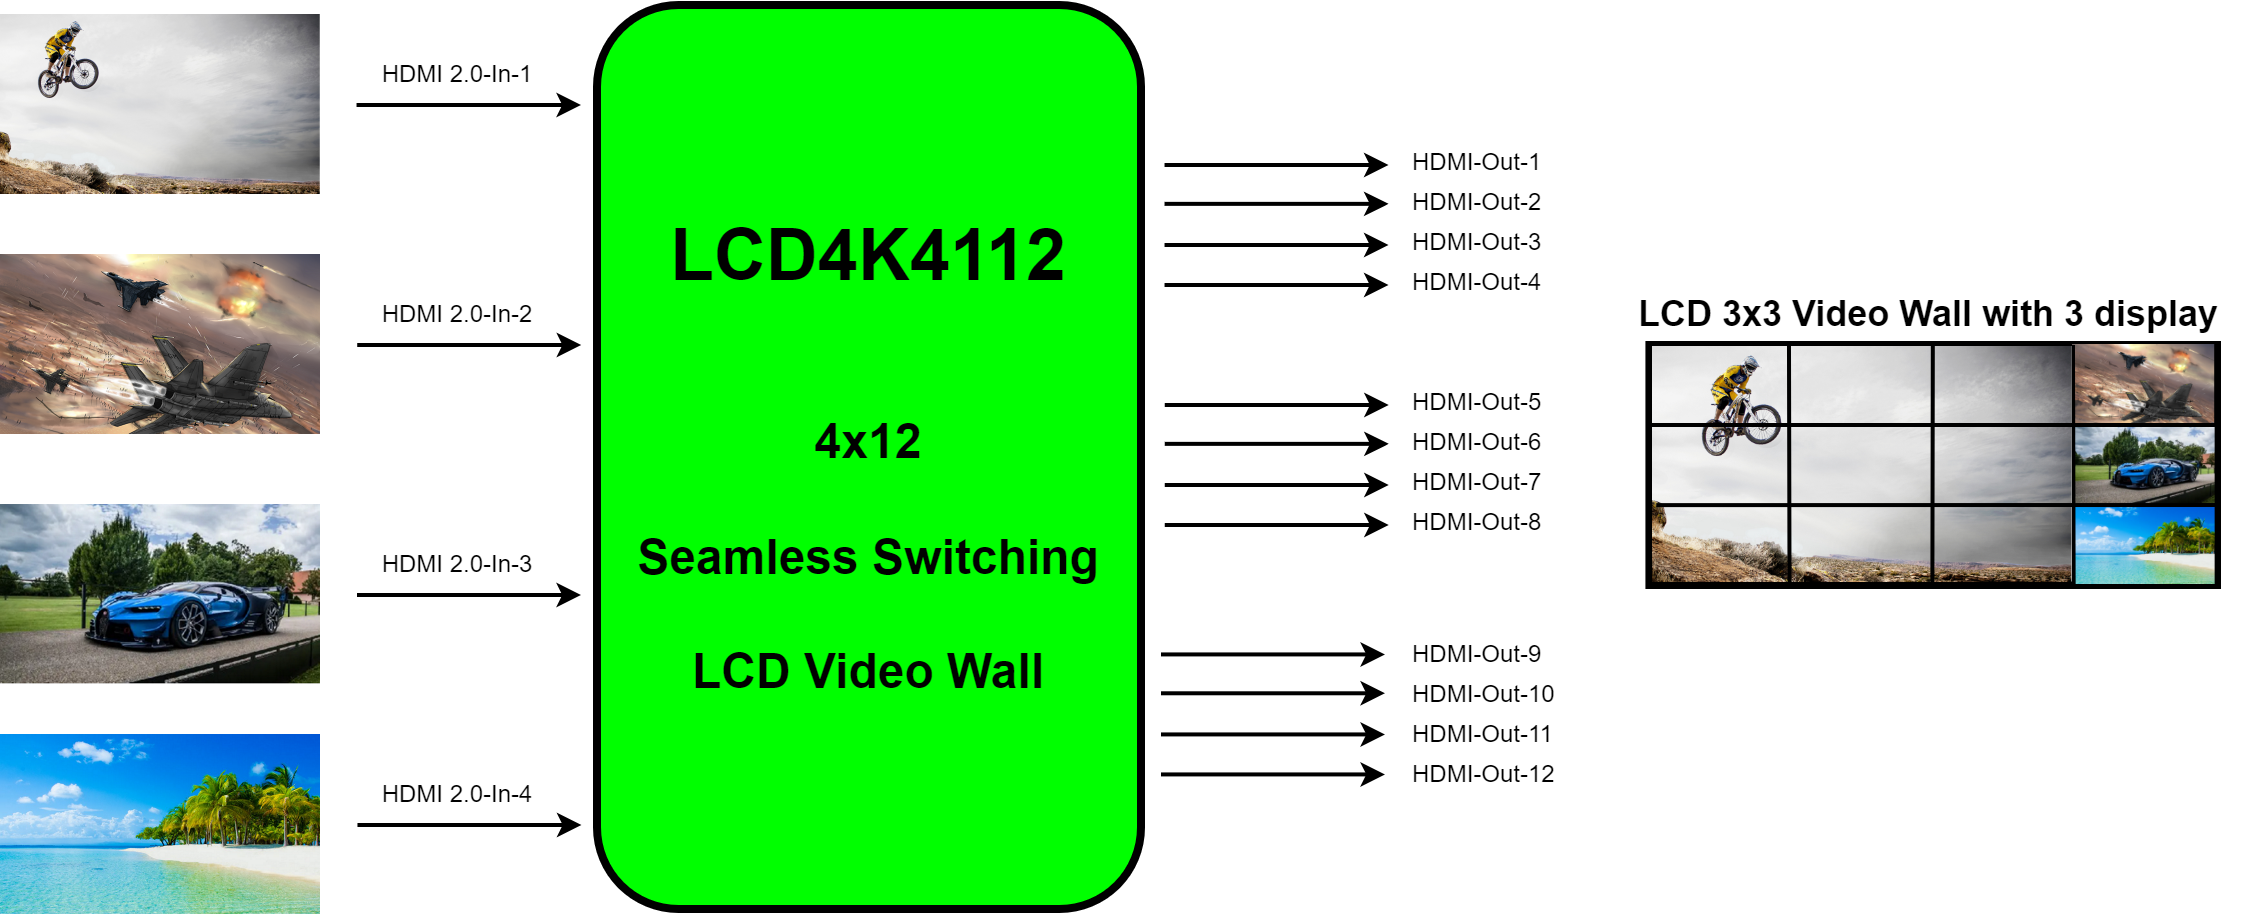 HDMI 2.0-In-1
HDMI 2.0-In-2
HDMI 2.0-In-3
HDMI 2.0-In-4
LCD4K4112
4x12
Seamless Switching
LCD Video Wall
HDMI-Out-1
HDMI-Out-2
HDMI-Out-3
HDMI-Out-4
HDMI-Out-5
HDMI-Out-6
HDMI-Out-7
HDMI-Out-8
HDMI-Out-9
HDMI-Out-10
HDMI-Out-11
HDMI-Out-12
LCD 3x3 Video Wall with 3 display